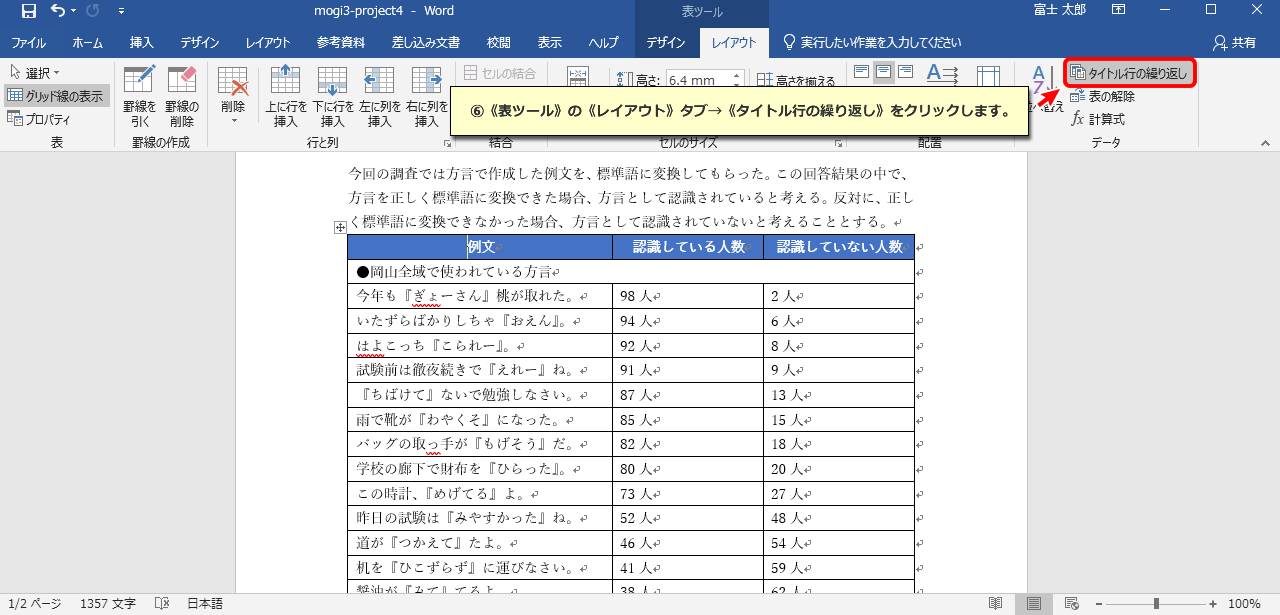 mogi3-project4 - Word
表ツール
富士 太郎
ファイル ホーム 挿入 デザイン レイアウト 参考資料 差し込み文書 校閲 表示 ヘルプ デザイン レイアウト 実行したい作業を入力してください 共有
選択
グリッド線の表示
プロパティ
表
罫線を引く
罫線の削除
罫線の作成
削除
上に行を挿入
下に行を挿入
左に列を挿入
右に列を挿入
行と列
セルの結合
結合
高さ: 6.4 mm
高さを揃える
セルのサイズ
配置
タイトル行の繰り返し
表の解除
計算式
データ
⑥《表ツール》の《レイアウト》タブ→《タイトル行の繰り返し》をクリックします。
今回の調査では方言で作成した例文を、標準語に変換してもらった。この回答結果の中で、
方言を正しく標準語に変換できた場合、方言として認識されていると考える。反対に、正し
く標準語に変換できなかった場合、方言として認識されていないと考えることとする。
例文 認識している人数 認識していない人数
●岡山全域で使われている方言
今年も『ぎょーさん』桃が取れた。 98 人 2 人
いたずらばかりしちゃ『おえん』。 94 人 6 人
はよこっち『こられー』。 92 人 8 人
試験前は徹夜続きで『えれー』ね。 91 人 9 人
『ちばけて』ないで勉強しなさい。 87 人 13 人
雨で靴が『わやくそ』になった。 85 人 15 人
バッグの取っ手が『もげそう』だ。 82 人 18 人
学校の廊下で財布を『ひらった』。 80 人 20 人
この時計、『めげてる』よ。 73 人 27 人
昨日の試験は『みやすかった』ね。 52 人 48 人
道が『つかえて』たよ。 46 人 54 人
机を『ひこずらず』に運びなさい。 41 人 59 人
醤油が『みて』てるよ。 38 人 62 人
1/2 ページ 1357 文字 日本語 100%